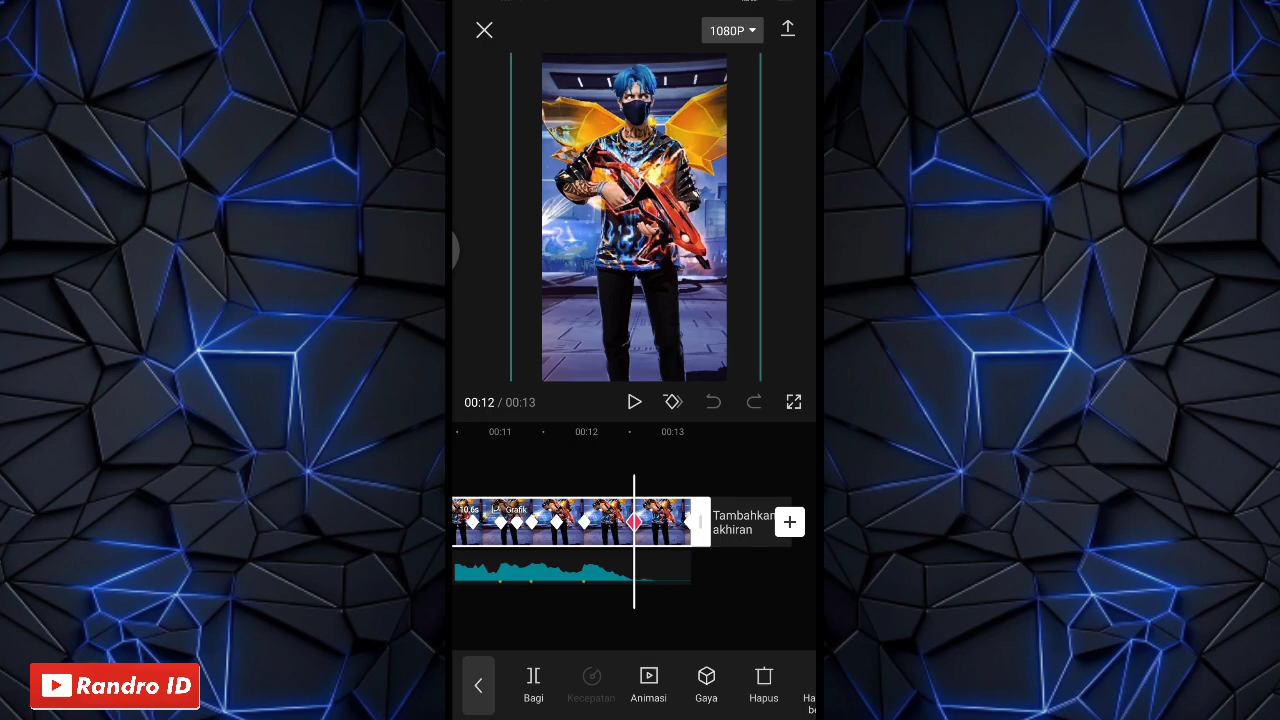 1080P
00:12 / 00:13
00:11
00:12
00:13
10.6s
Grafik
Tambahkan
akhiran
Bagi
Kecepatan
Animasi
Gaya
Hapus
Randro ID